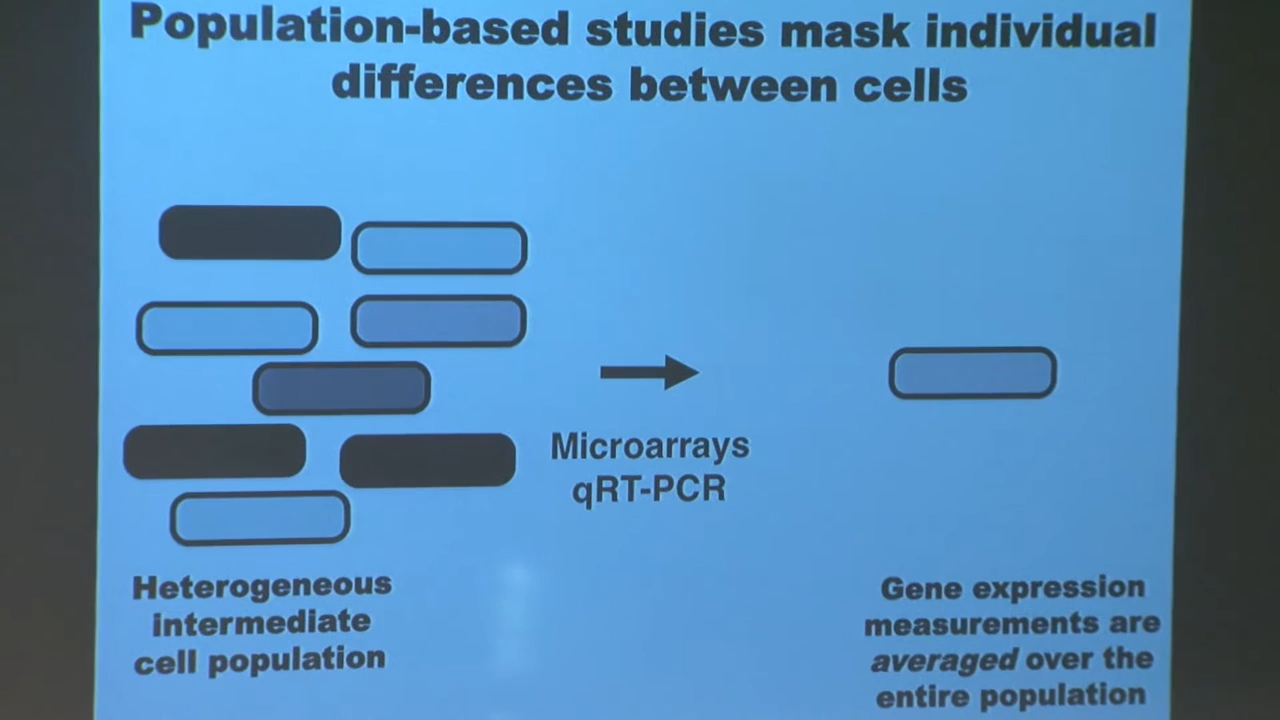 Population-based studies mask individual
differences between cells
Microarrays
qRT-PCR
Heterogeneous
intermediate
cell population
Gene expression
measurements are
averaged over the
entire population